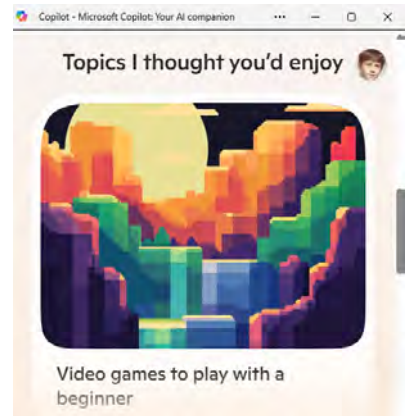 Copilot - Microsoft Copilot: Your AI companion
Topics I thought you'd enjoy
Video games to play with a
beginner